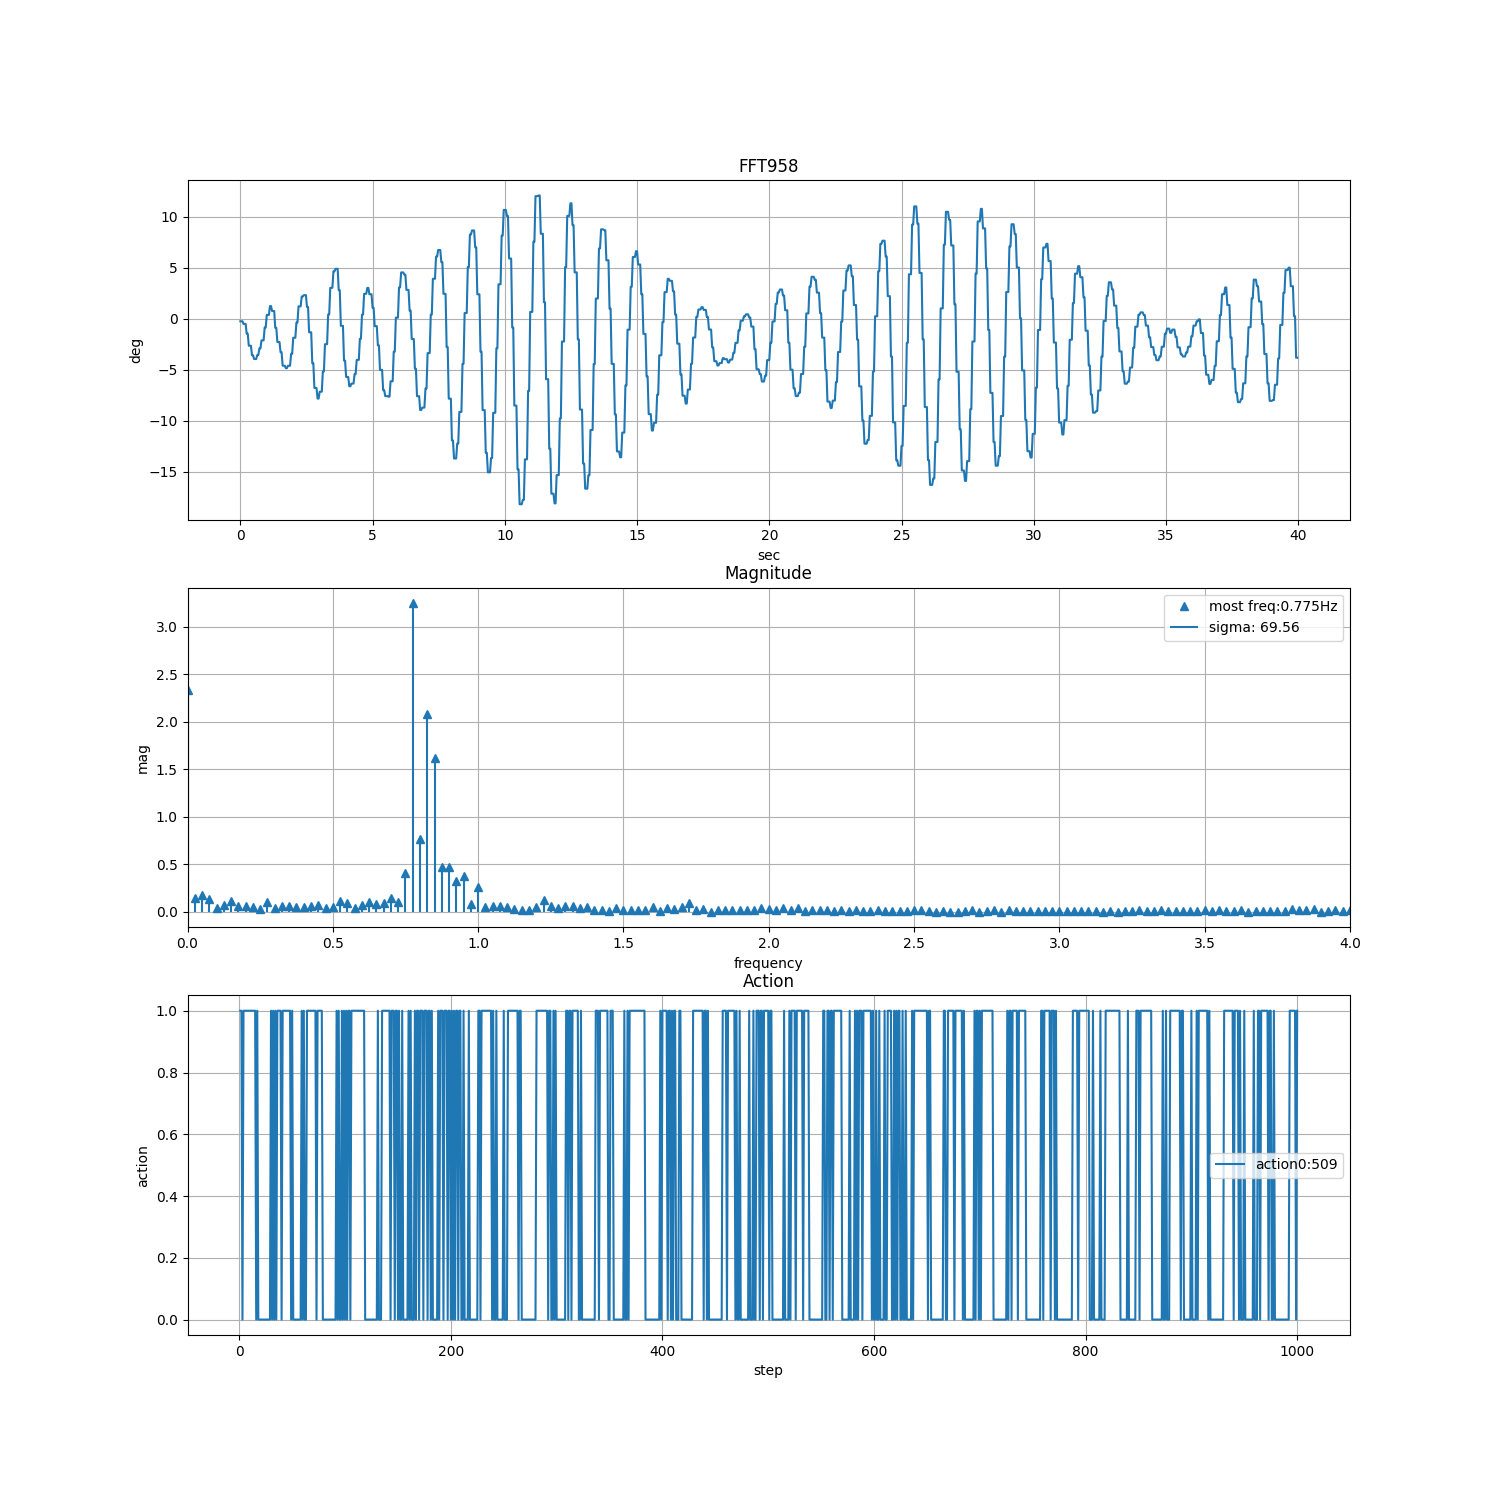 FFT958
10
5
0
−5
−10
−15
deg
0 5 10 15 20 25 30 35 40
sec
Magnitude
most freq:0.775Hz
sigma: 69.56
3.0
2.5
2.0
1.5
1.0
0.5
0.0
mag
0.0 0.5 1.0 1.5 2.0 2.5 3.0 3.5 4.0
frequency
Action
1.0
0.8
0.6
0.4
0.2
0.0
action
action0:509
0 200 400 600 800 1000
step